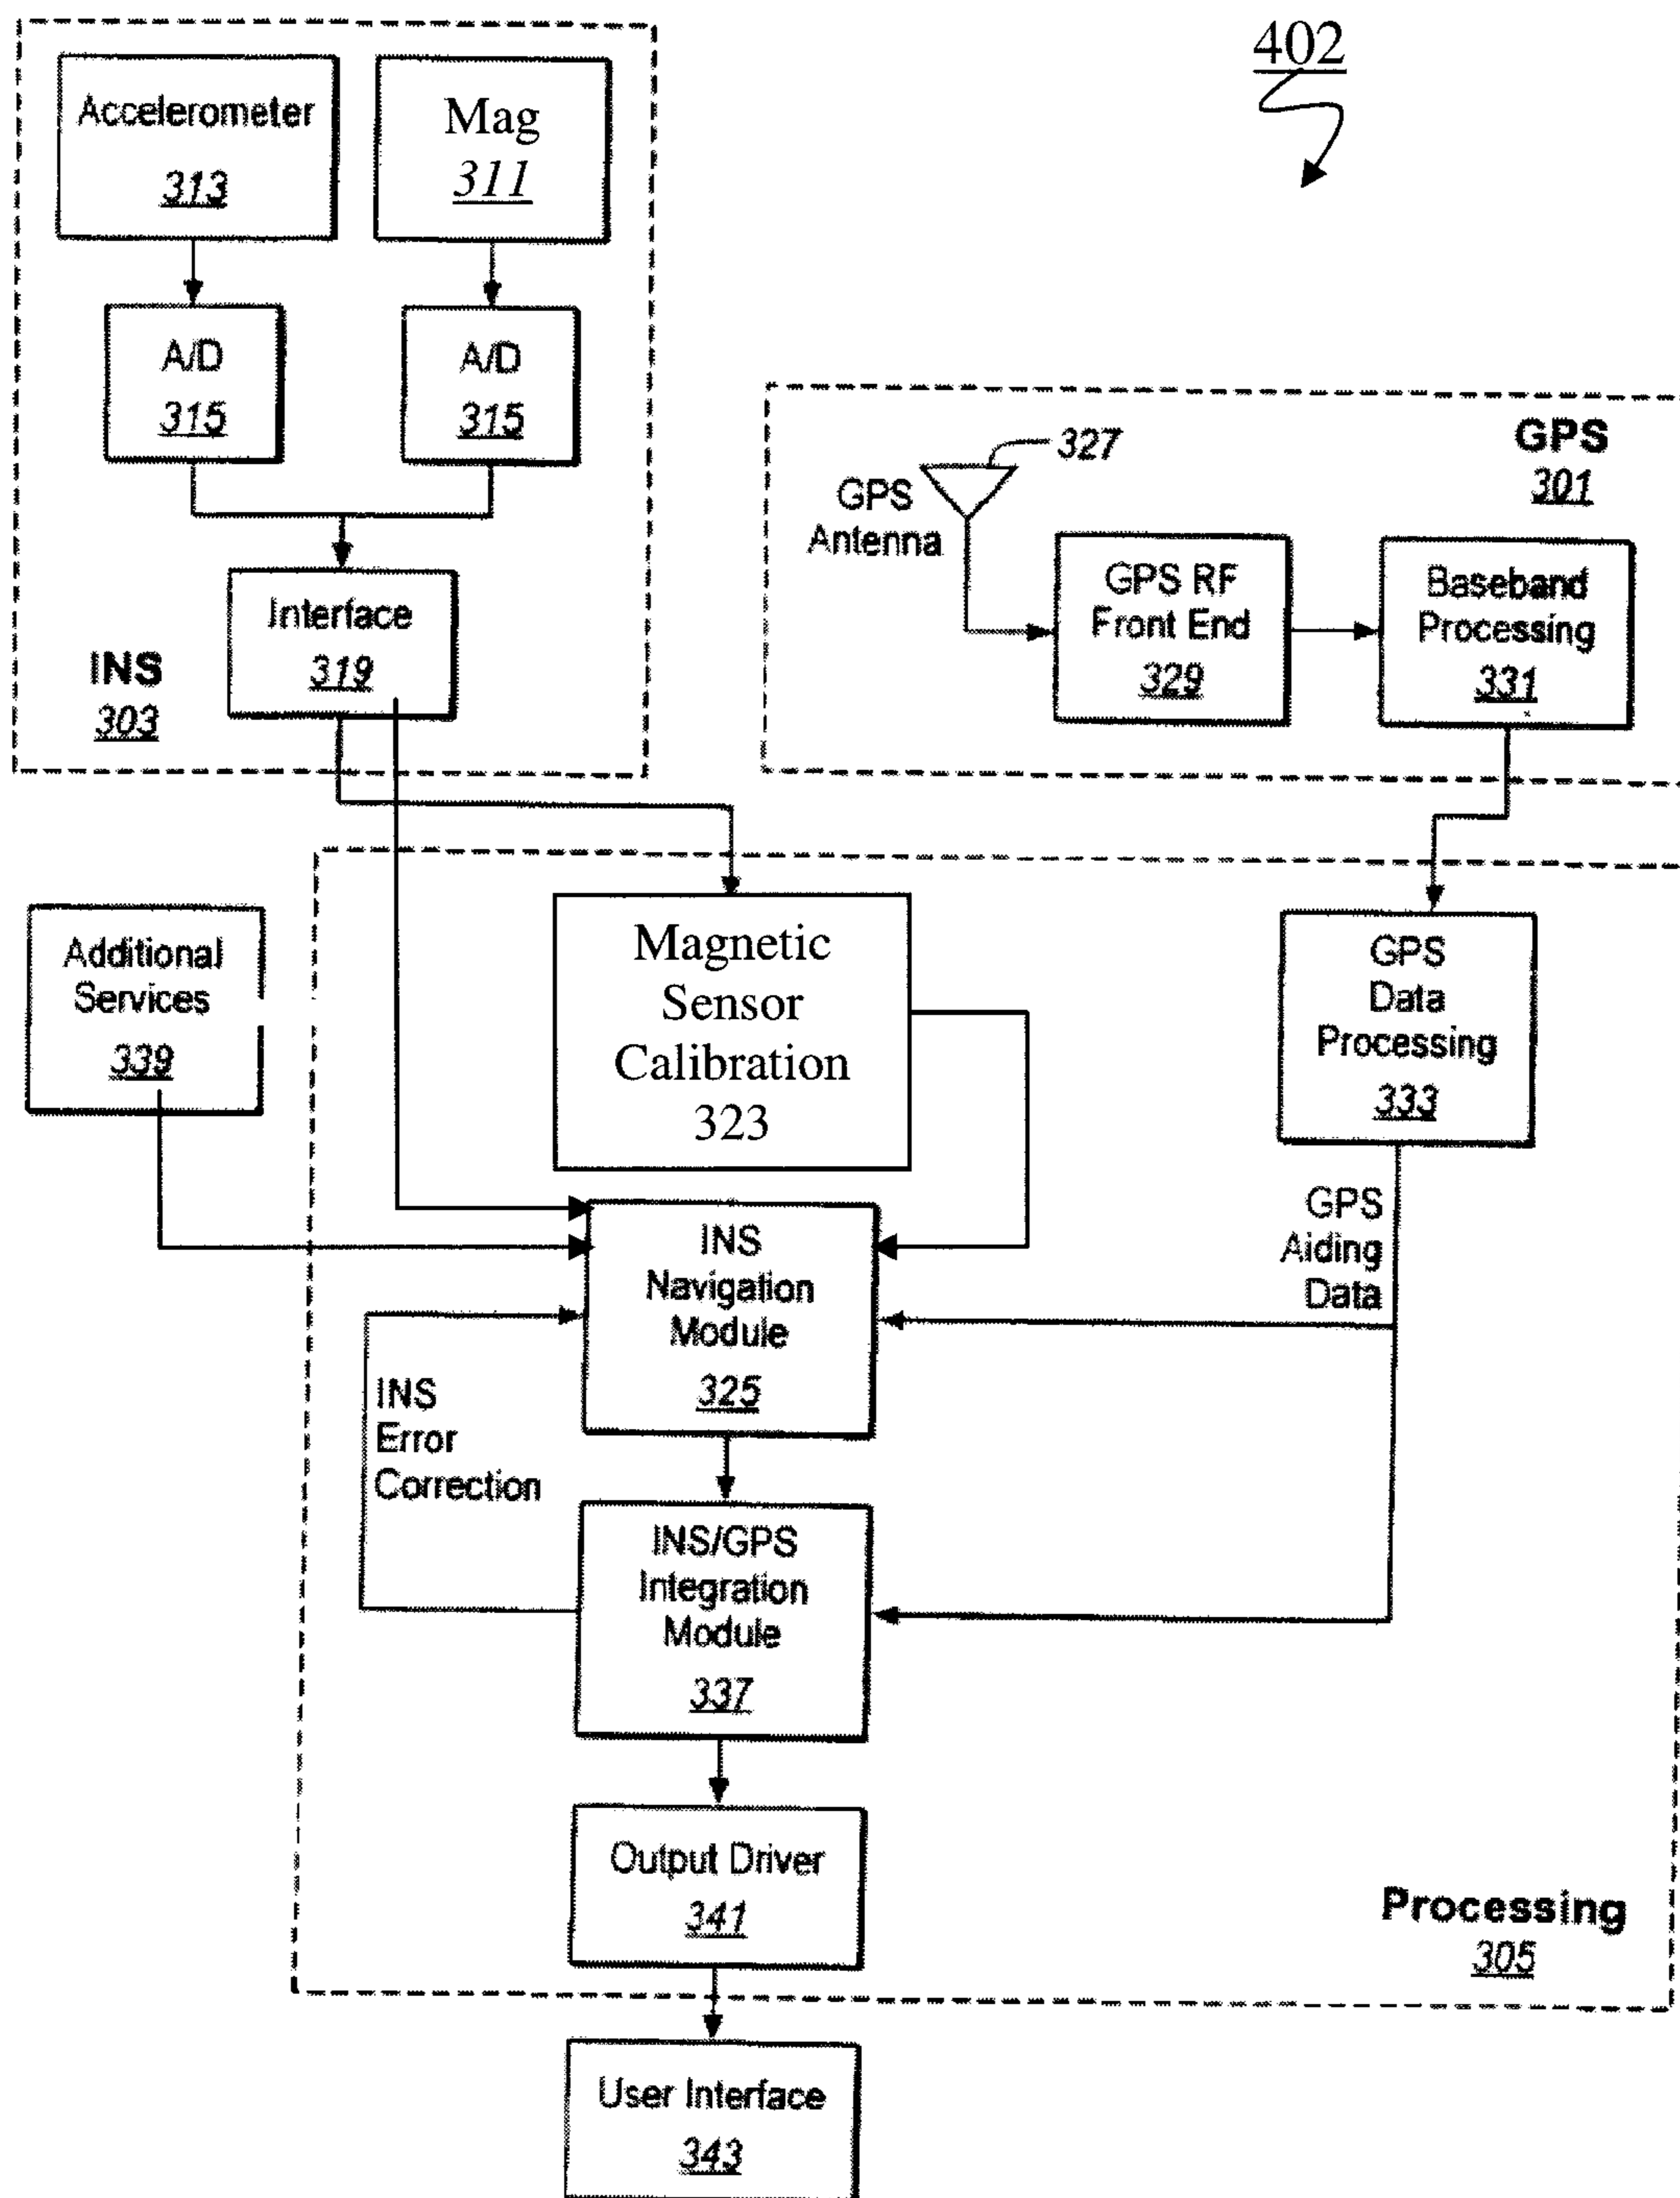 402
Accelerometer
313
Mag
311
A/D
315
A/D
315
Interface
319
INS
303
GPS
301
327
GPS
Antenna
GPS RF
Front End
329
Baseband
Processing
331
Additional
Services
339
Magnetic
Sensor
Calibration
323
GPS
Data
Processing
333
GPS
Aiding
Data
INS
Navigation
Module
325
INS
Error
Correction
INS/GPS
Integration
Module
337
Output Driver
341
Processing
305
User Interface
343